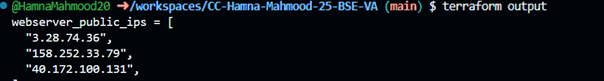 @HamnaMahmood20 ➜/workspaces/CC-Hamna-Mahmood-25-BSE-VA (main) $ terraform output
webserver_public_ips = [
"3.28.74.36",
"158.252.33.79",
"40.172.100.131",